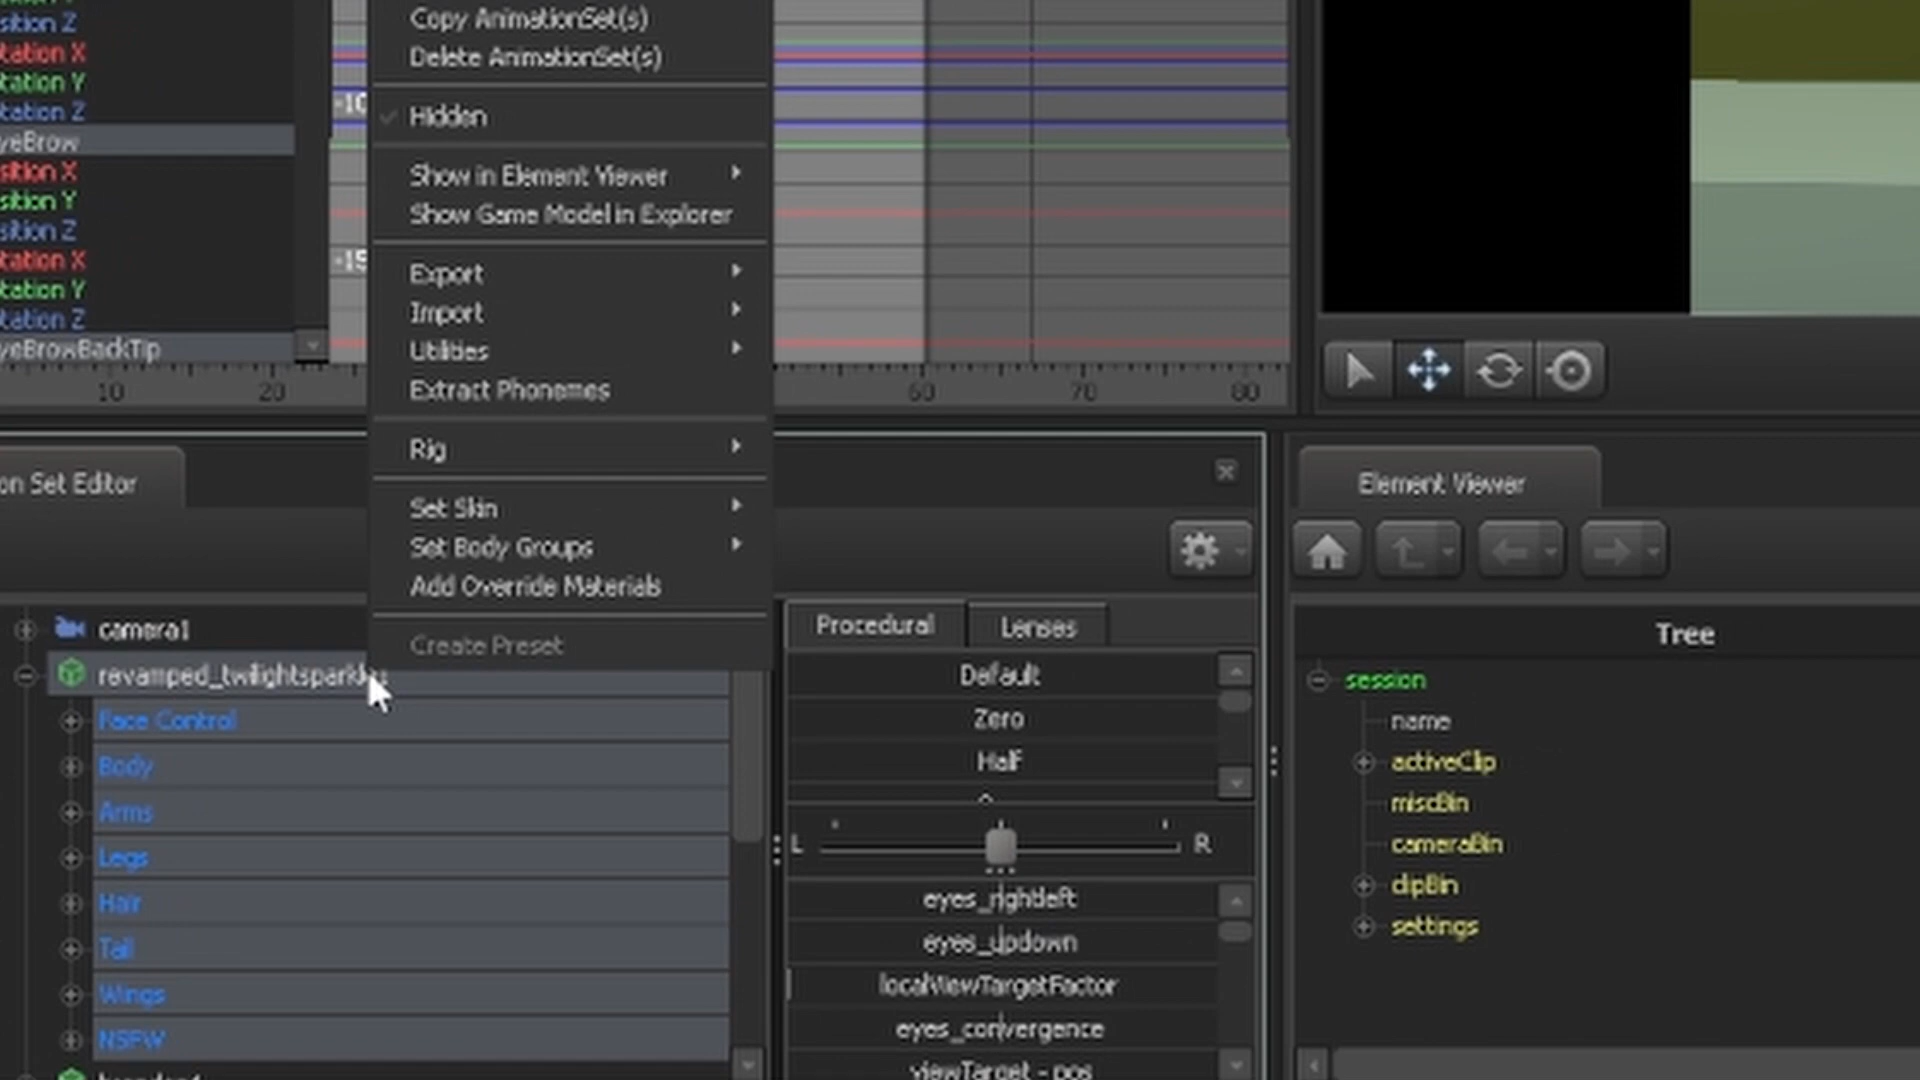 sition Z
tation X
tation Y
tation Z
yeBrow
sition X
sition Y
sition Z
tation X
tation Y
tation Z
yeBrowBackTip
-10
-15
10
20
60
70
80
Copy AnimationSet(s)
Delete AnimationSet(s)
Hidden
Show in Element Viewer
Show Game Model in Explorer
Export
Import
Utilities
Extract Phonemes
Rig
Set Skin
Set Body Groups
Add Override Materials
Create Preset
on Set Editor
camera1
revamped_twilightsparkle
Face Control
Body
Arms
Legs
Hair
Tail
Wings
NSFW
Procedural
Lenses
Default
Zero
Half
L
R
eyes_rightleft
eyes_updown
localViewTargetFactor
eyes_convergence
viewTarget - pos
Element Viewer
Tree
session
name
activeClip
miscBin
cameraBin
clipBin
settings